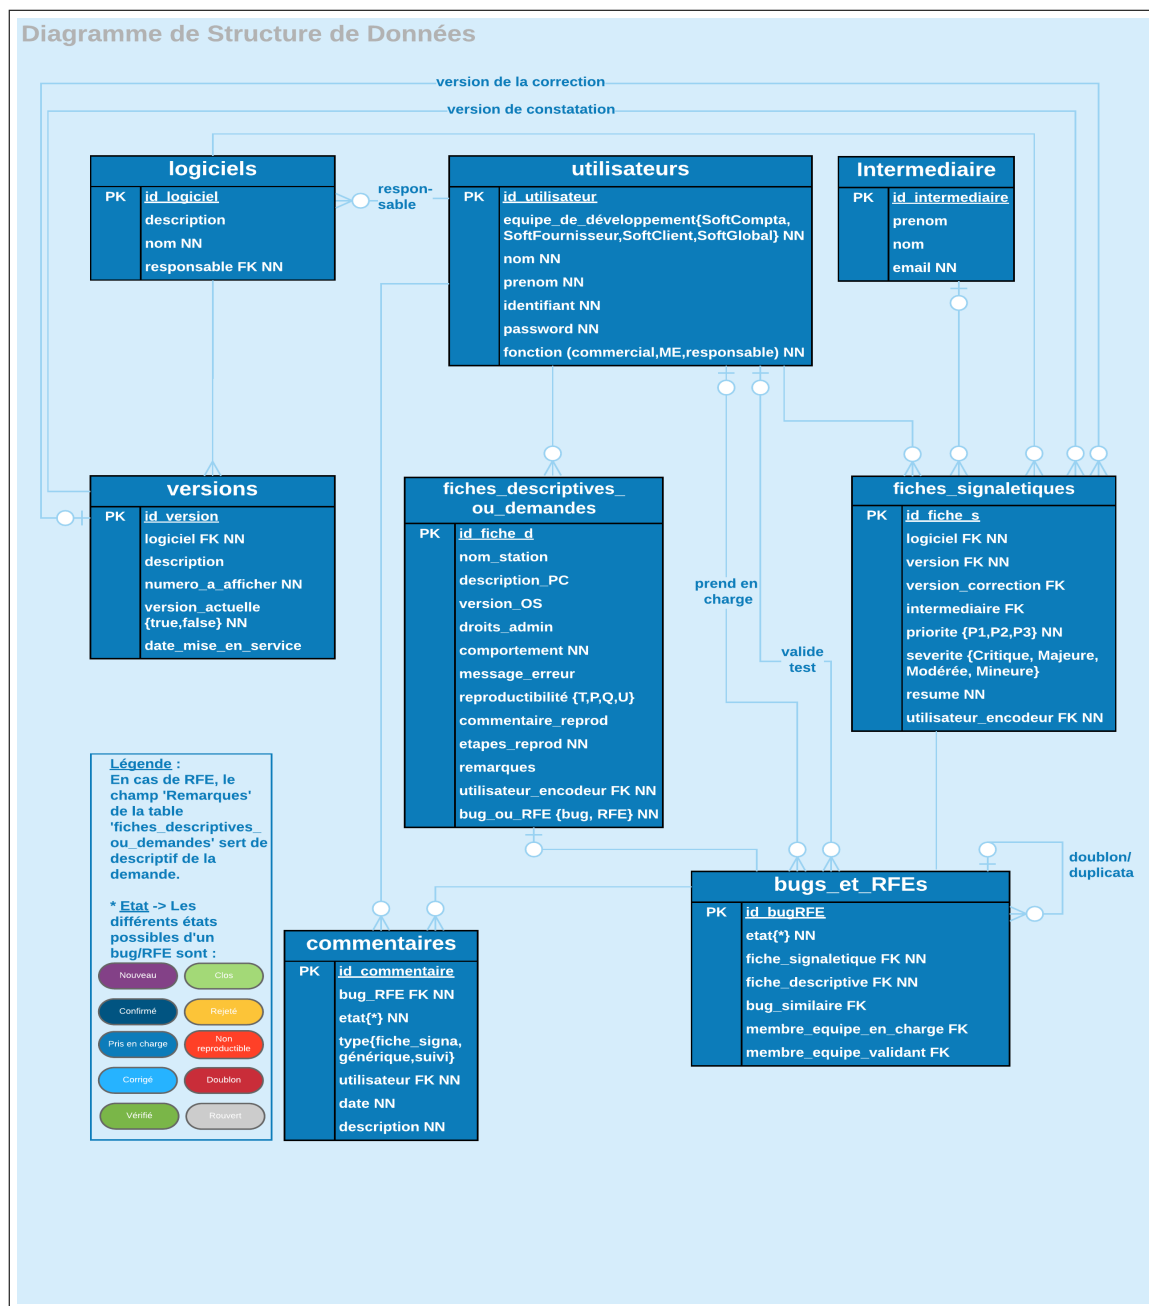 Diagramme de Structure de Données
version de la correction
version de constatation
logiciels
PK
id_logiciel
description
nom NN
responsable FK NN
respon-
sable
utilisateurs
PK
id_utilisateur
equipe_de_développement{SoftCompta,
SoftFournisseur,SoftClient,SoftGlobal} NN
nom NN
prenom NN
identifiant NN
password NN
fonction (commercial,ME,responsable) NN
Intermediaire
PK
id_intermediaire
prenom
nom
email NN
versions
PK
id_version
logiciel FK NN
description
numero_a_afficher NN
version_actuelle
{true,false} NN
date_mise_en_service
fiches_descriptives_
ou_demandes
PK
id_fiche_d
nom_station
description_PC
version_OS
droits_admin
comportement NN
message_erreur
reproductibilité {T,P,Q,U}
commentaire_reprod
etapes_reprod NN
remarques
utilisateur_encodeur FK NN
bug_ou_RFE {bug, RFE} NN
prend en
charge
valide
test
fiches_signaletiques
PK
id_fiche_s
logiciel FK NN
version FK NN
version_correction FK
intermediaire FK
priorite {P1,P2,P3} NN
severite {Critique, Majeure,
Modérée, Mineure}
resume NN
utilisateur_encodeur FK NN
Légende :
En cas de RFE, le
champ 'Remarques'
de la table
'fiches_descriptives_
ou_demandes' sert de
descriptif de la
demande.
* Etat -> Les
différents états
possibles d'un
bug/RFE sont :
Nouveau
Clos
Confirmé
Rejeté
Pris en charge
Non
reproductible
Corrigé
Doublon
Vérifié
Rouvert
commentaires
PK
id_commentaire
bug_RFE FK NN
etat{*} NN
type{fiche_signa,
générique,suivi}
utilisateur FK NN
date NN
description NN
bugs_et_RFEs
PK
id_bugRFE
etat{*} NN
fiche_signaletique FK NN
fiche_descriptive FK NN
bug_similaire FK
membre_equipe_en_charge FK
membre_equipe_validant FK
doublon/
duplicata